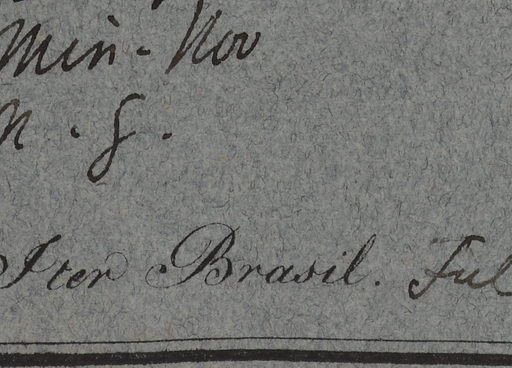 Min - Nov
n. g.
Iter Brasil. Jul